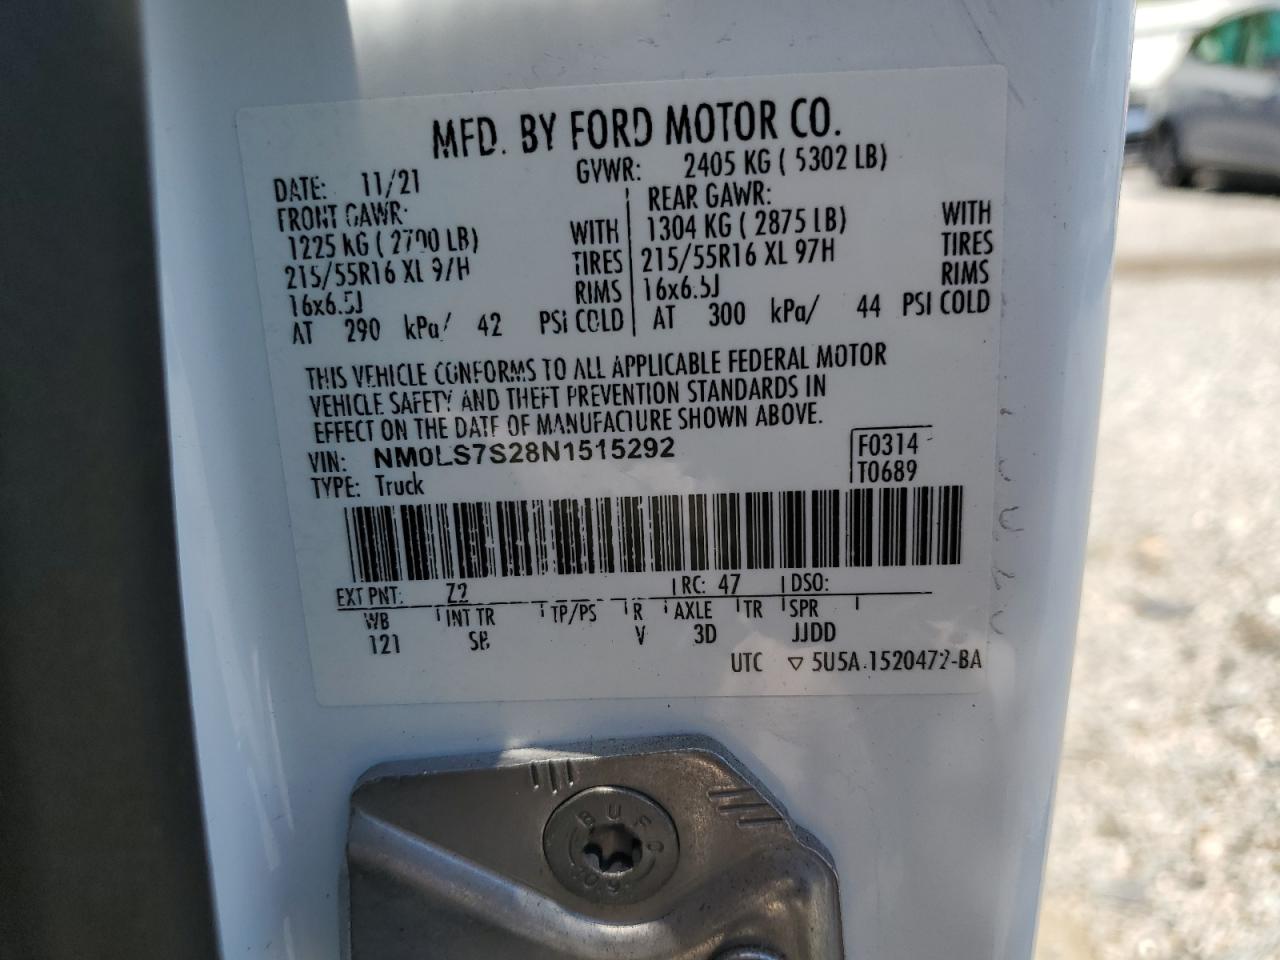 MFD. BY FORD MOTOR CO.
DATE: 11/21 GVWR: 2405 KG ( 5302 LB)
FRONT GAWR: REAR GAWR:
1225 KG ( 2700 LB) WITH 1304 KG ( 2875 LB) WITH
215/55R16 XL 97H TIRES 215/55R16 XL 97H TIRES
16x6.5J RIMS 16x6.5J RIMS
AT 290 kPa/ 42 PSI COLD AT 300 kPa/ 44 PSI COLD
THIS VEHICLE CONFORMS TO ALL APPLICABLE FEDERAL MOTOR
VEHICLE SAFETY AND THEFT PREVENTION STANDARDS IN
EFFECT ON THE DATE OF MANUFACTURE SHOWN ABOVE.
VIN: NM0LS7S28N1515292 F0314
TYPE: Truck T0689
EXT PNT: Z2 RC: 47 DSO:
WB INT TR TP/PS R AXLE TR SPR
121 SB V 3D JJDD
UTC ▽ 5U5A.1520472-BA